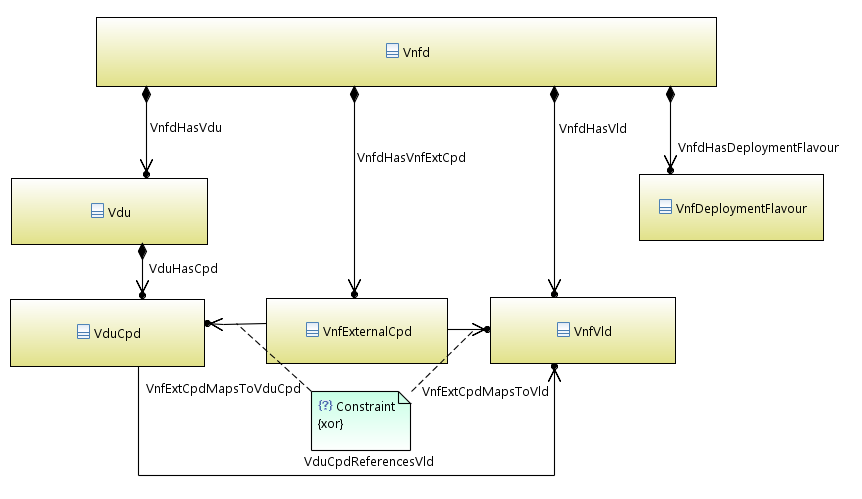 Vnfd
VnfdHasVdu
VnfdHasVld
VnfdHasDeploymentFlavour
VnfdHasVnfExtCpd
Vdu
VnfDeploymentFlavour
VduHasCpd
VduCpd
VnfExternalCpd
VnfVld
VnfExtCpdMapsToVduCpd
VnfExtCpdMapsToVld
{?} Constraint
{xor}
VduCpdReferencesVld